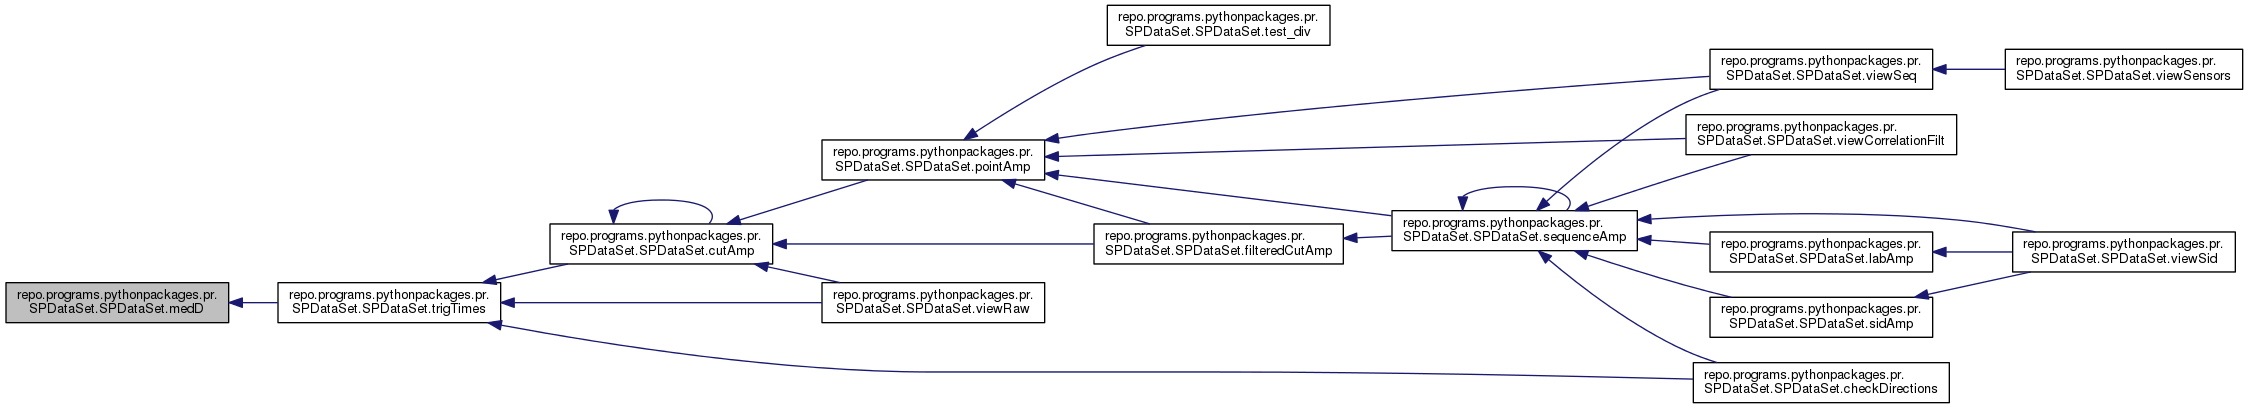 repo.programs.pythonpackages.pr.
SPDataSet.SPDataSet.medD
repo.programs.pythonpackages.pr.
SPDataSet.SPDataSet.trigTimes
repo.programs.pythonpackages.pr.
SPDataSet.SPDataSet.cutAmp
repo.programs.pythonpackages.pr.
SPDataSet.SPDataSet.pointAmp
repo.programs.pythonpackages.pr.
SPDataSet.SPDataSet.viewRaw
repo.programs.pythonpackages.pr.
SPDataSet.SPDataSet.test_div
repo.programs.pythonpackages.pr.
SPDataSet.SPDataSet.filteredCutAmp
repo.programs.pythonpackages.pr.
SPDataSet.SPDataSet.sequenceAmp
repo.programs.pythonpackages.pr.
SPDataSet.SPDataSet.viewSeq
repo.programs.pythonpackages.pr.
SPDataSet.SPDataSet.viewCorrelationFilt
repo.programs.pythonpackages.pr.
SPDataSet.SPDataSet.labAmp
repo.programs.pythonpackages.pr.
SPDataSet.SPDataSet.sidAmp
repo.programs.pythonpackages.pr.
SPDataSet.SPDataSet.checkDirections
repo.programs.pythonpackages.pr.
SPDataSet.SPDataSet.viewSensors
repo.programs.pythonpackages.pr.
SPDataSet.SPDataSet.viewSid